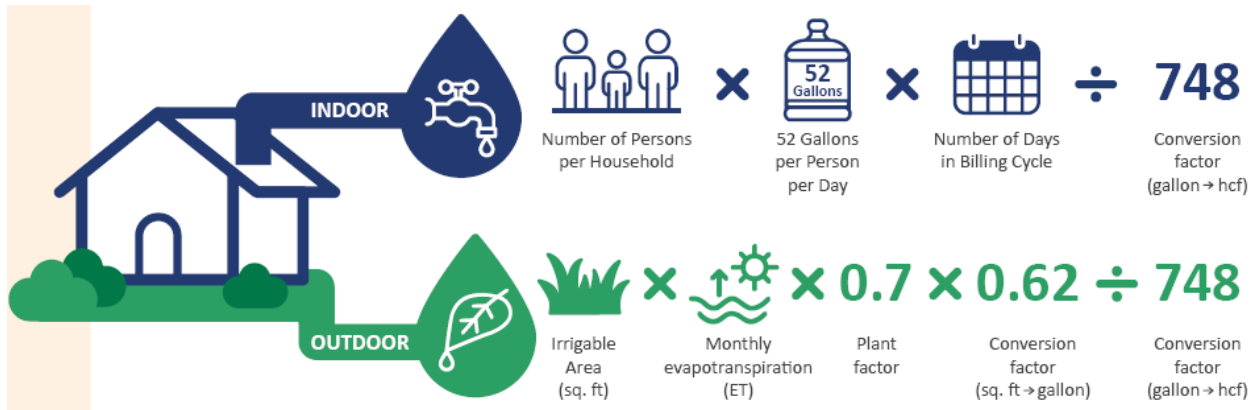 INDOOR
52
Gallons
×
×
÷
748
Number of Persons
per Household
52 Gallons
per Person
per Day
Number of Days
in Billing Cycle
Conversion
factor
(gallon → hcf)
OUTDOOR
×
×
0.7
×
0.62
÷
748
Irrigable
Area
(sq. ft)
Monthly
evapotranspiration
(ET)
Plant
factor
Conversion
factor
(sq. ft → gallon)
Conversion
factor
(gallon → hcf)